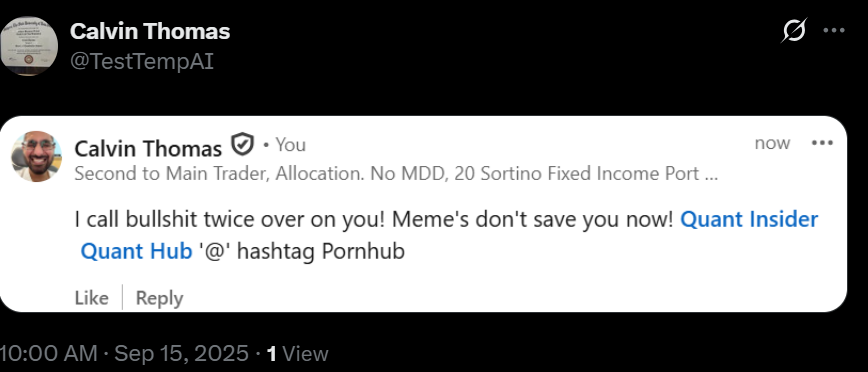 Calvin Thomas
@TestTempAI
Calvin Thomas • You
now
Second to Main Trader, Allocation. No MDD, 20 Sortino Fixed Income Port ...
I call bullshit twice over on you! Meme's don't save you now! Quant Insider
Quant Hub '@' hashtag Pornhub
Like | Reply
10:00 AM · Sep 15, 2025 · 1 View